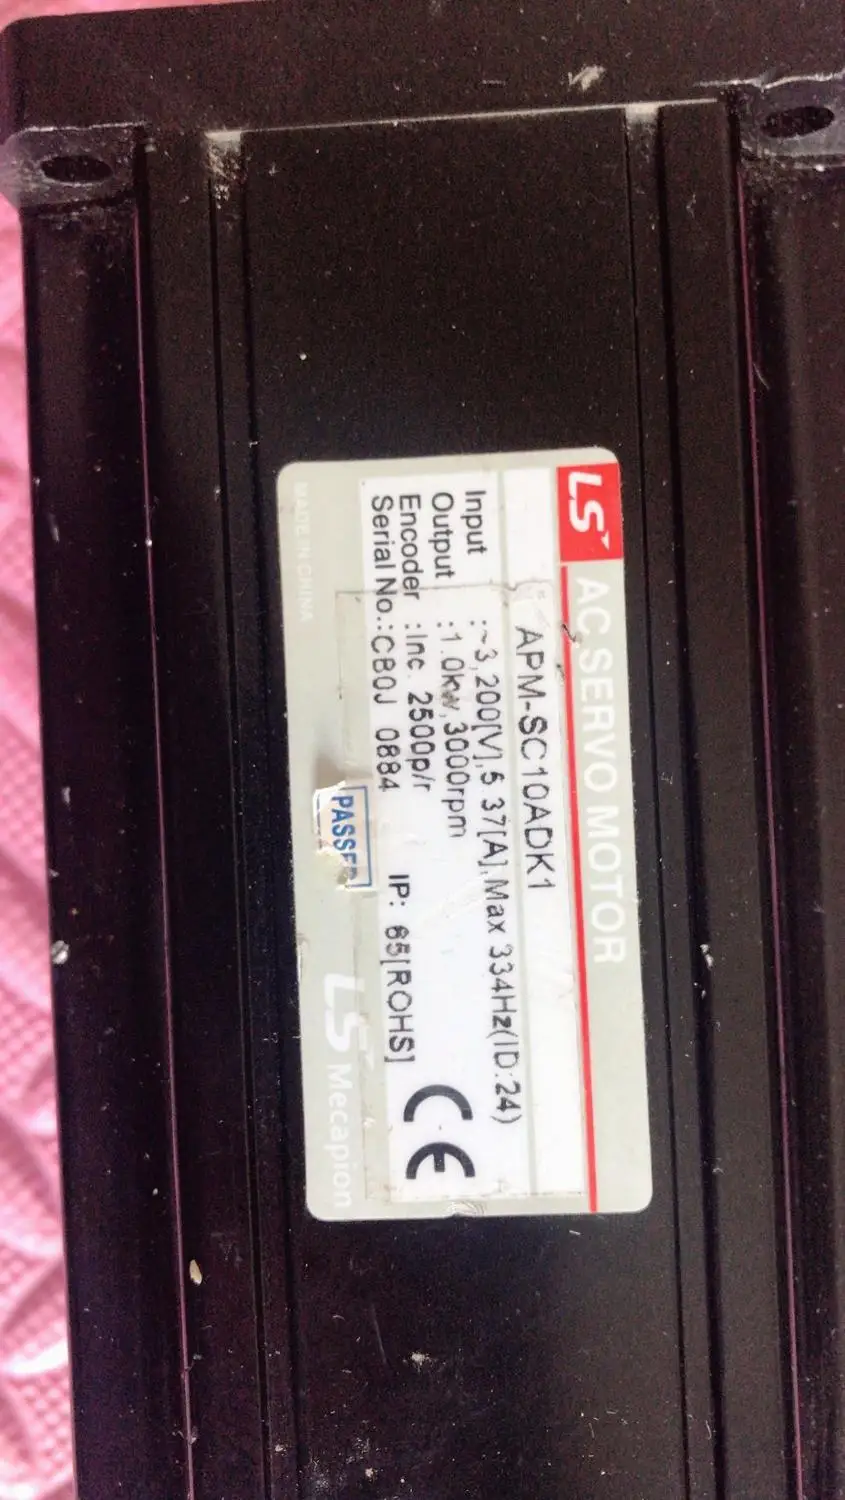 LS AC SERVO MOTOR
APM-SC10ADK1
Input :~3,200[V],5.37[A],Max 334Hz(ID:24)
Output :1.0kw,3000rpm
Encoder :Inc. 2500p/r
Serial No.:CB0J 0884 IP: 65[ROHS]
CE
PASSED
MADE IN CHINA
LS Mecapion